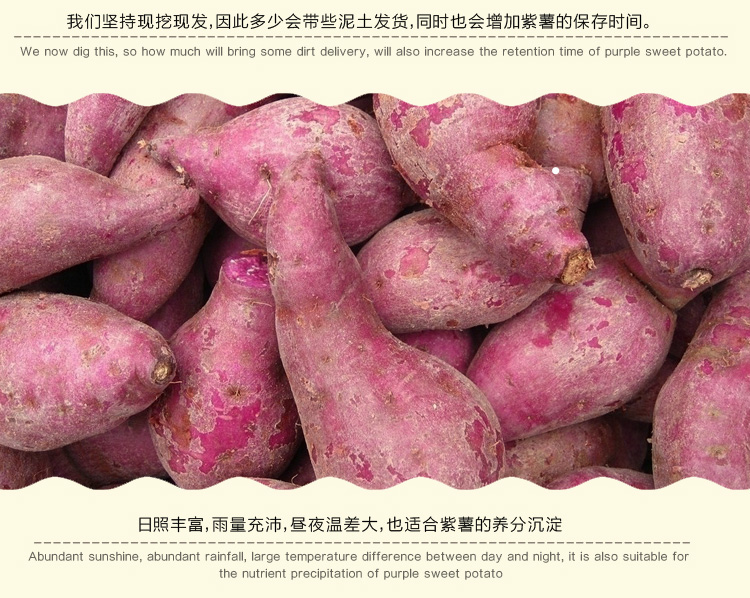 我们坚持现挖现发,因此多少会带些泥土发货,同时也会增加紫薯的保存时间。
We now dig this, so how much will bring some dirt delivery, will also increase the retention time of purple sweet potato.
日照丰富,雨量充沛,昼夜温差大,也适合紫薯的养分沉淀
Abundant sunshine, abundant rainfall, large temperature difference between day and night, it is also suitable for
the nutrient precipitation of purple sweet potato